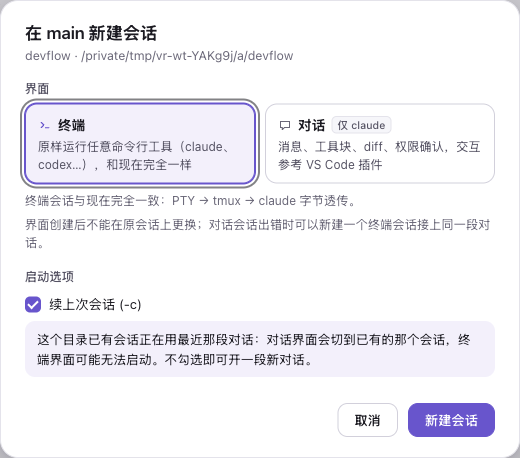 在 main 新建会话
devflow · /private/tmp/vr-wt-YAKg9j/a/devflow
界面
终端
原样运行任意命令行工具（claude、
codex…），和现在完全一样
对话 仅 claude
消息、工具块、diff、权限确认，交互
参考 VS Code 插件
终端会话与现在完全一致：PTY → tmux → claude 字节透传。
界面创建后不能在原会话上更换；对话会话出错时可以新建一个终端会话接上同一段对
话。
启动选项
续上次会话 (-c)
这个目录已有会话正在用最近那段对话：对话界面会切到已有的那个会话，终
端界面可能无法启动。不勾选即可开一段新对话。
取消
新建会话